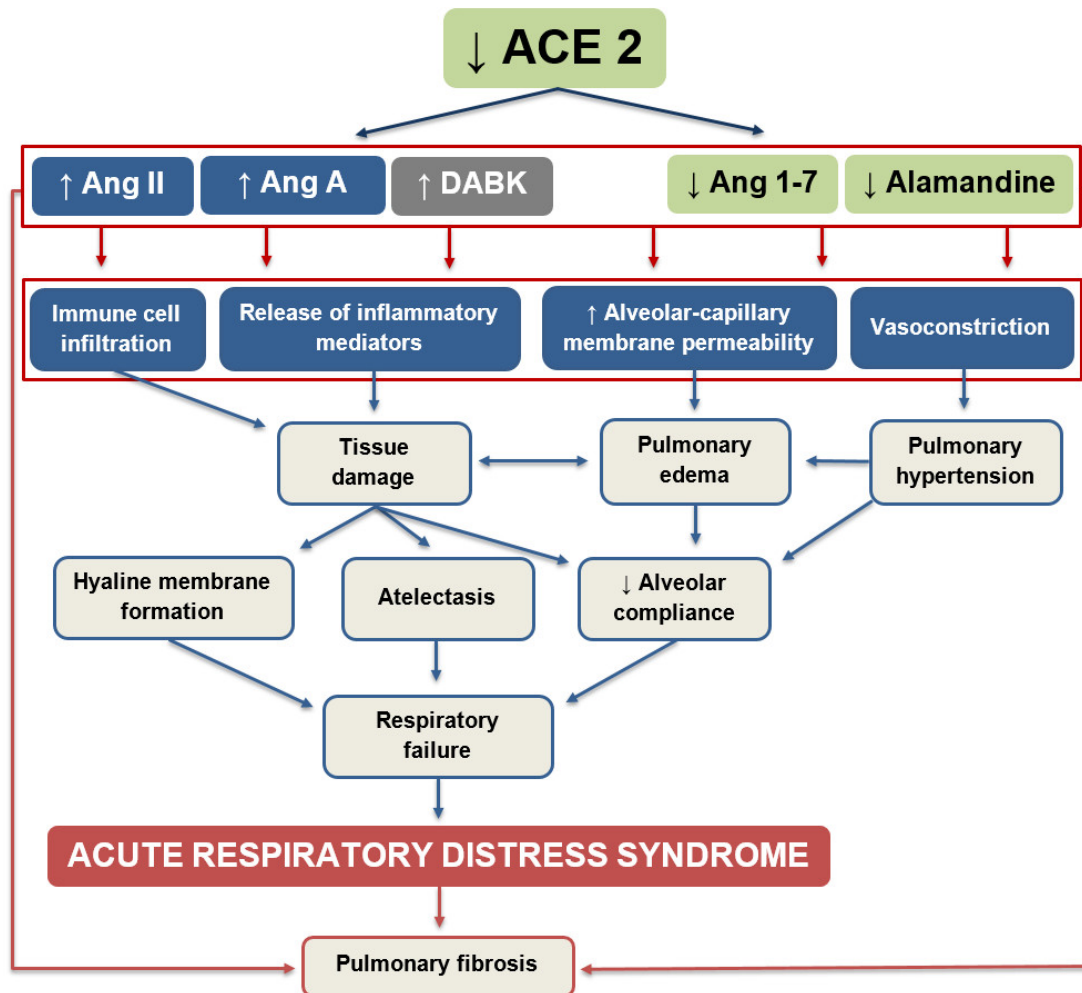 ↓ ACE 2
↑ Ang II
↑ Ang A
↑ DABK
↓ Ang 1-7
↓ Alamandine
Immune cell
infiltration
Release of inflammatory
mediators
↑ Alveolar-capillary
membrane permeability
Vasoconstriction
Tissue
damage
Pulmonary
edema
Pulmonary
hypertension
Hyaline membrane
formation
Atelectasis
↓ Alveolar
compliance
Respiratory
failure
ACUTE RESPIRATORY DISTRESS SYNDROME
Pulmonary fibrosis